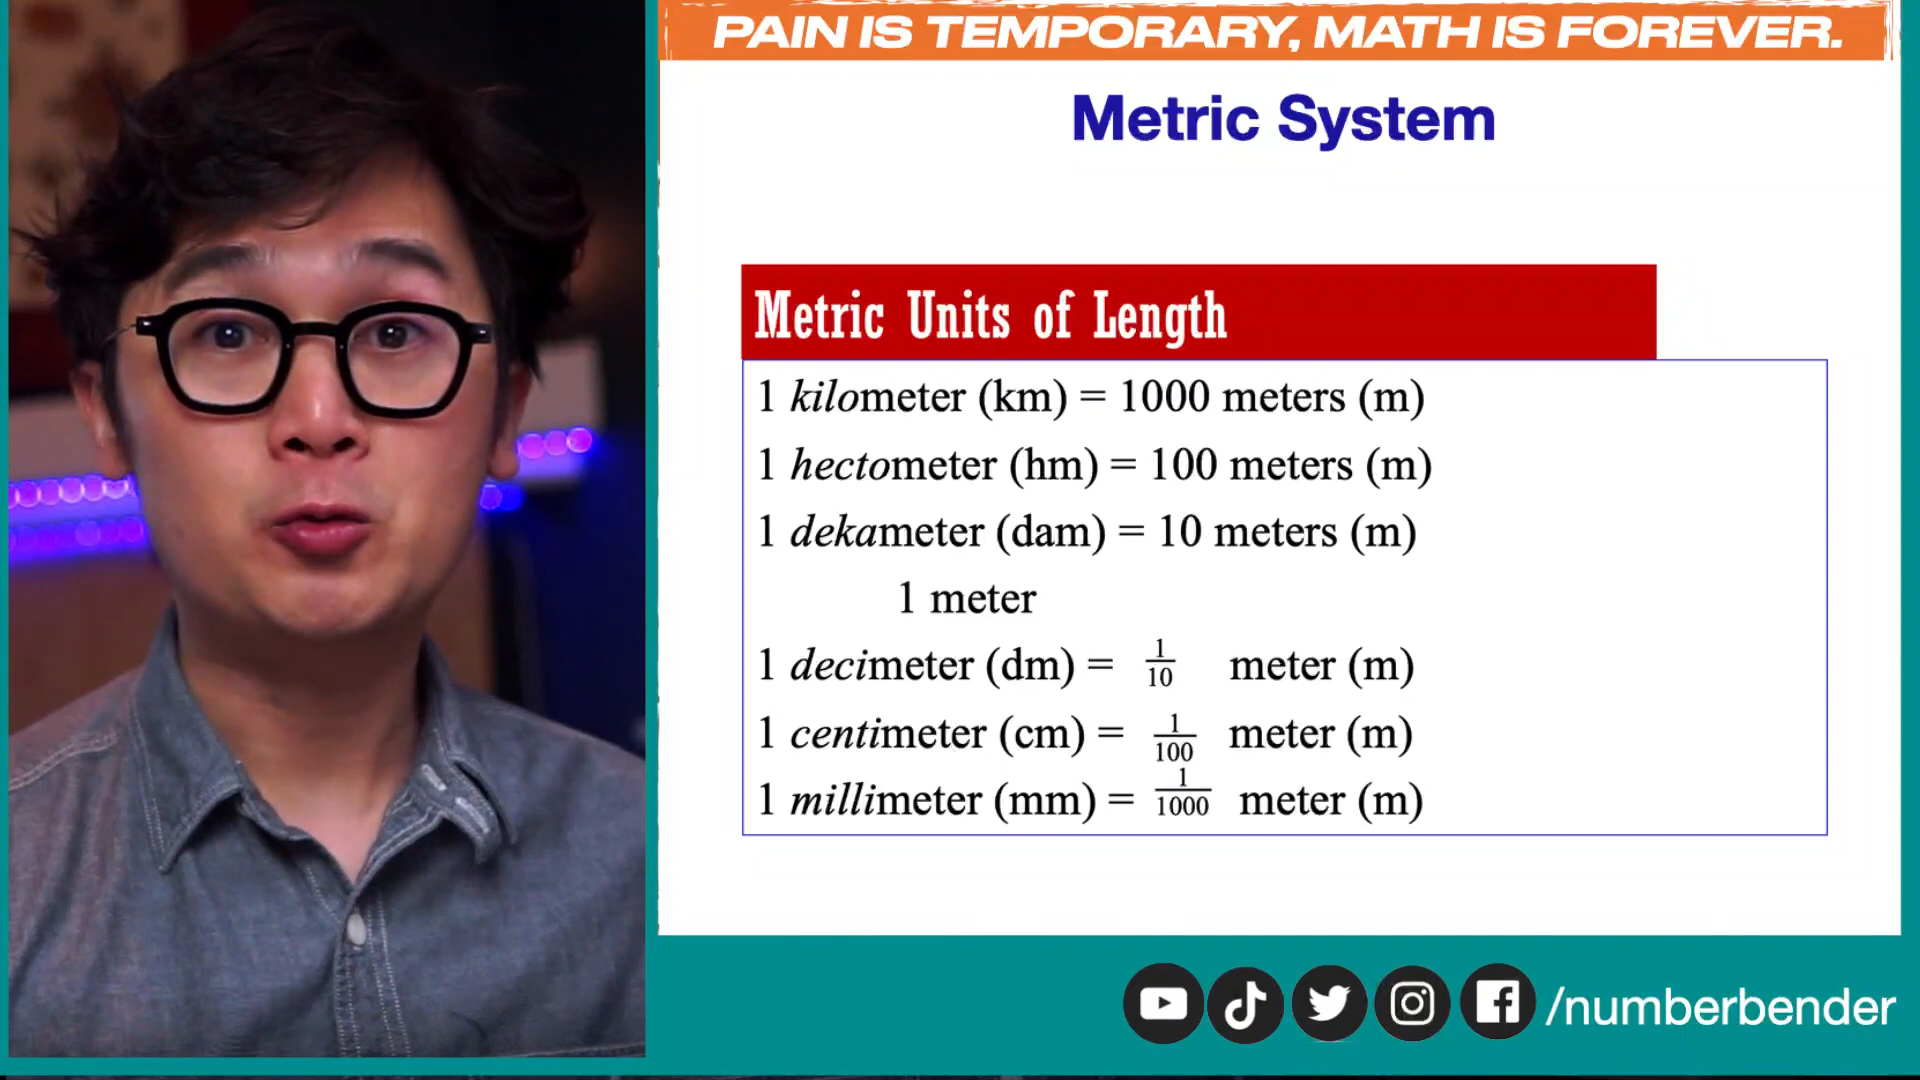 PAIN IS TEMPORARY, MATH IS FOREVER.
Metric System
Metric Units of Length
1 kilometer (km) = 1000 meters (m)
1 hectometer (hm) = 100 meters (m)
1 dekameter (dam) = 10 meters (m)
1 meter
1 decimeter (dm) = 1/10 meter (m)
1 centimeter (cm) = 1/100 meter (m)
1 millimeter (mm) = 1/1000 meter (m)
/numberbender